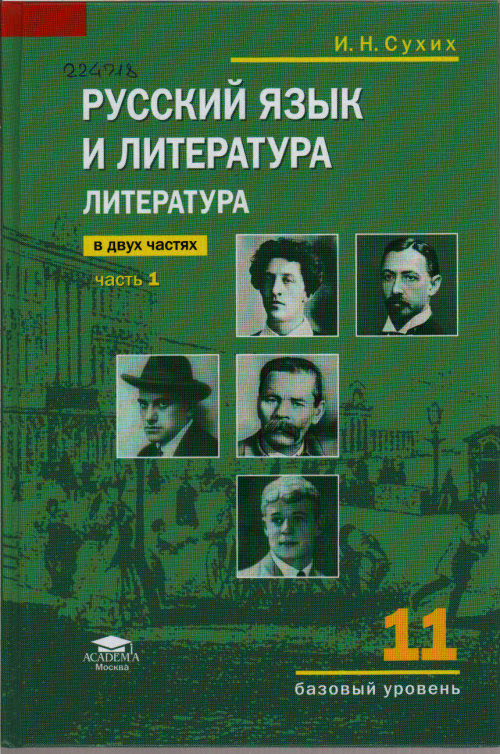 И. Н. Сухих
224718
РУССКИЙ ЯЗЫК
И ЛИТЕРАТУРА
ЛИТЕРАТУРА
в двух частях
часть 1
11
базовый уровень
ACADEMA
Москва